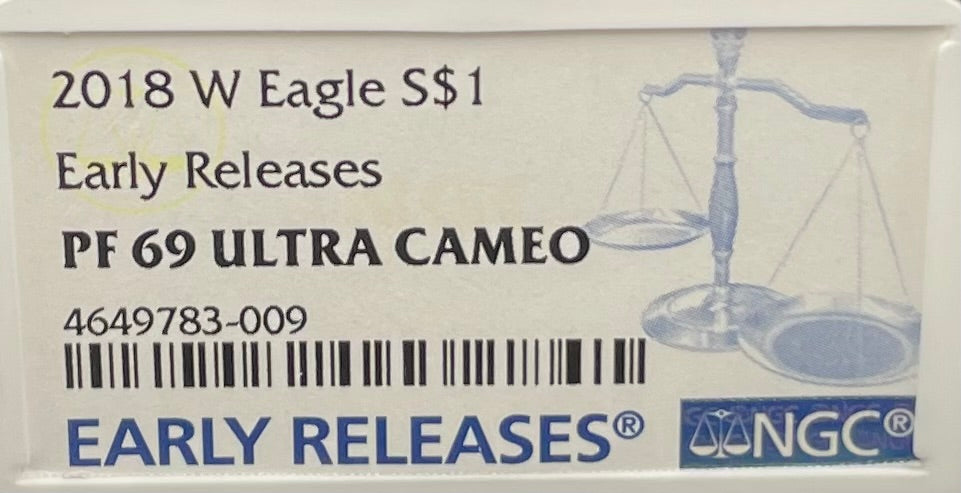 2018 W Eagle S$1
Early Releases
PF 69 ULTRA CAMEO
4649783-009
EARLY RELEASES®
NGC®